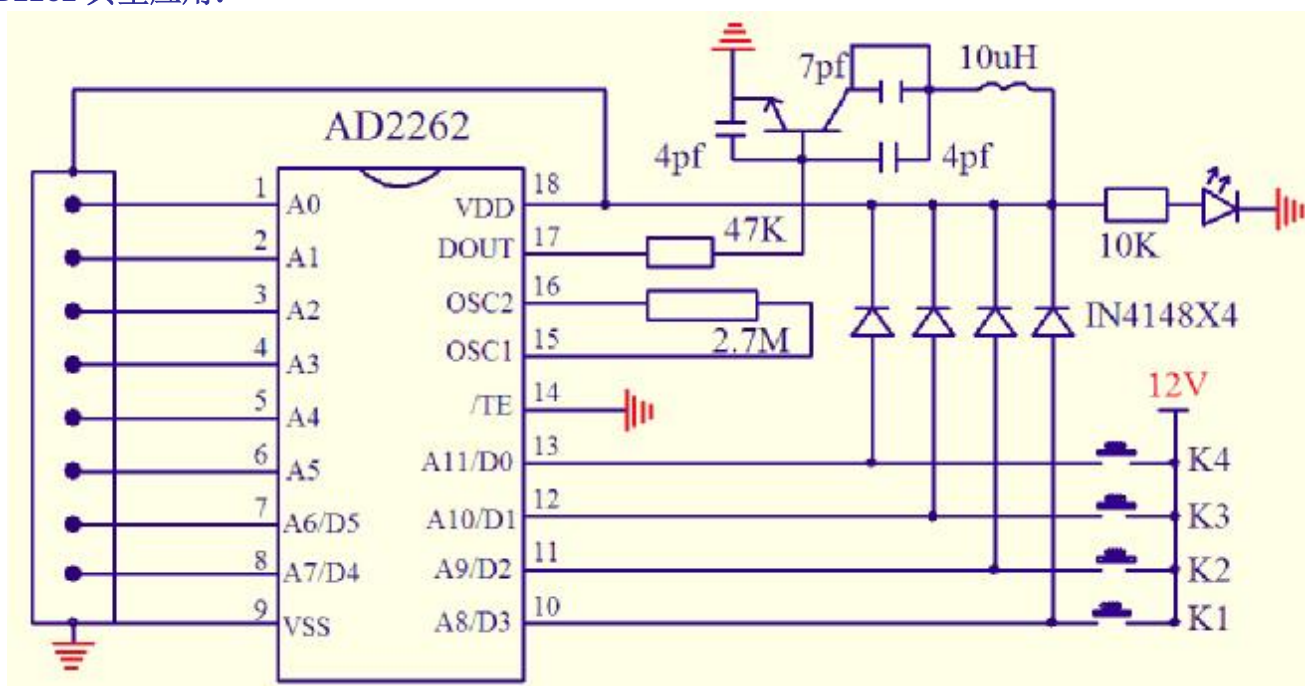 7pf
10uH
AD2262
4pf
4pf
1
A0
VDD
18
2
A1
DOUT
17
47K
10K
3
A2
OSC2
16
4
A3
OSC1
15
2.7M
IN4148X4
5
A4
/TE
14
12V
6
A5
A11/D0
13
K4
7
A6/D5
A10/D1
12
K3
8
A7/D4
A9/D2
11
K2
9
VSS
A8/D3
10
K1